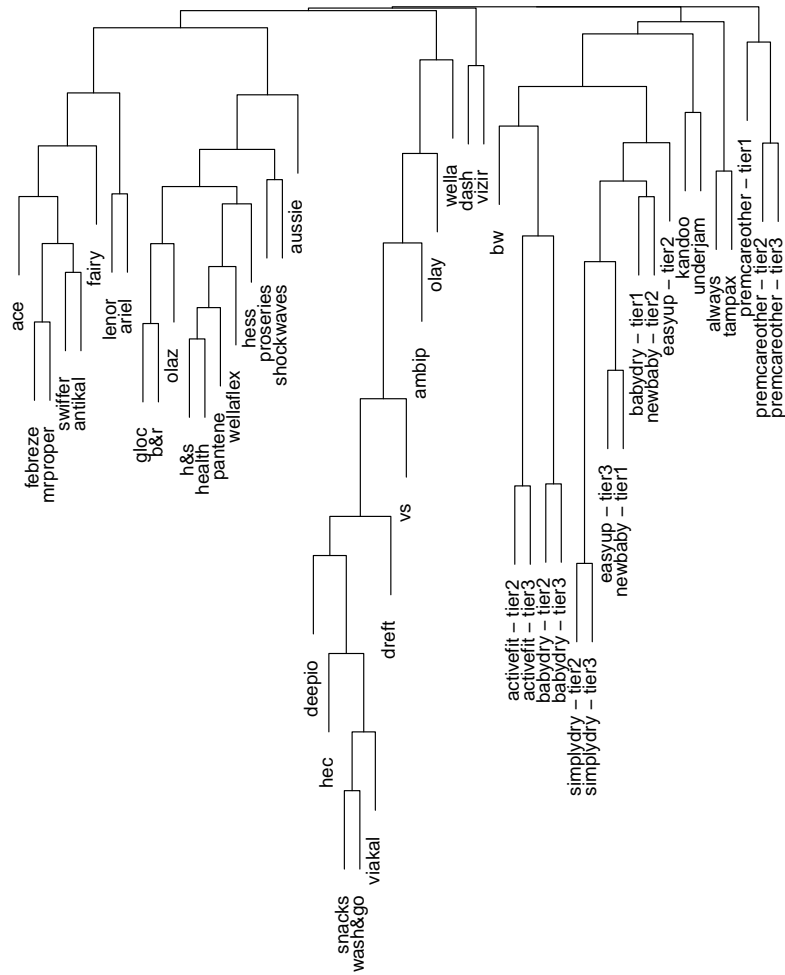 ace
febreze
mrproper
swiffer
antikal
fairy
lenor
ariel
gloc
b&r
olaz
h&s
health
pantene
wellaflex
hess
proseries
shockwaves
aussie
deepio
hec
snacks
wash&go
viakal
dreft
vs
ambip
olay
wella
dash
vizir
bw
activefit – tier2
activefit – tier3
babydry – tier2
babydry – tier3
simplydry – tier2
simplydry – tier3
easyup – tier3
newbaby – tier1
babydry – tier1
newbaby – tier2
easyup – tier2
kandoo
underjam
always
tampax
premcareother – tier1
premcareother – tier2
premcareother – tier3